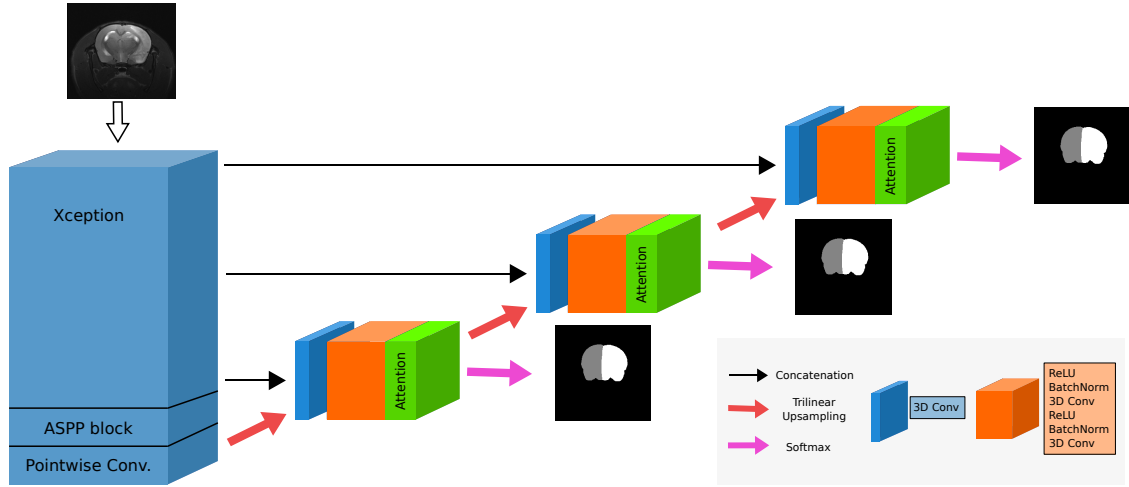 Xception
ASPP block
Pointwise Conv.
Attention
Attention
Attention
Concatenation
Trilinear
Upsampling
Softmax
3D Conv
ReLU
BatchNorm
3D Conv
ReLU
BatchNorm
3D Conv